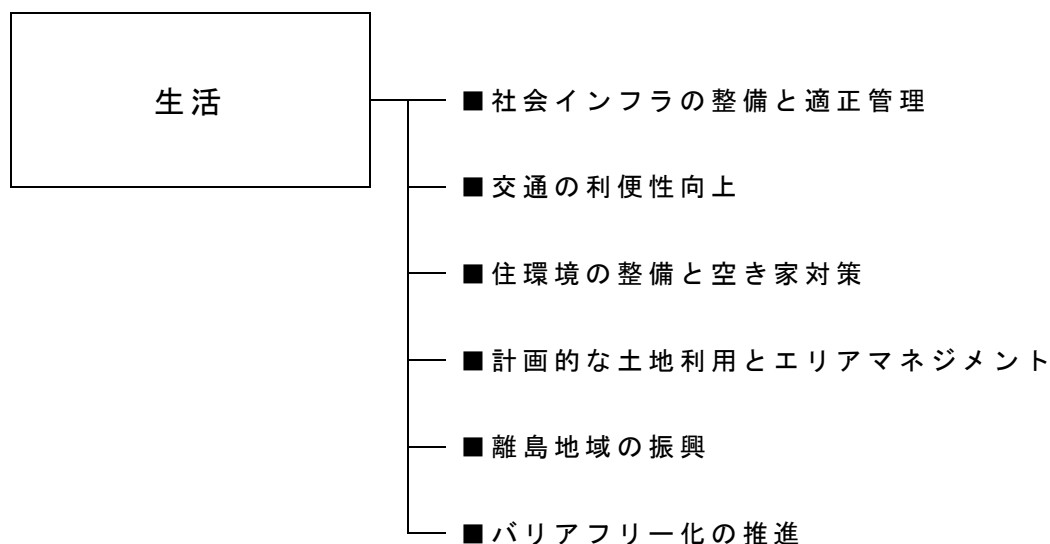 生活
■社会インフラの整備と適正管理
■交通の利便性向上
■住環境の整備と空き家対策
■計画的な土地利用とエリアマネジメント
■離島地域の振興
■バリアフリー化の推進